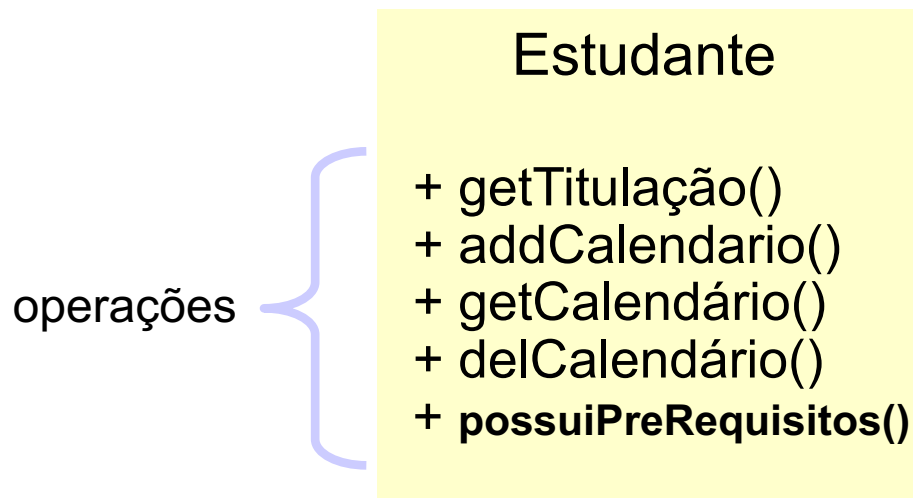 Estudante
+ getTitulação()
+ addCalendario()
+ getCalendário()
+ delCalendário()
+ possuiPreRequisitos()
operações